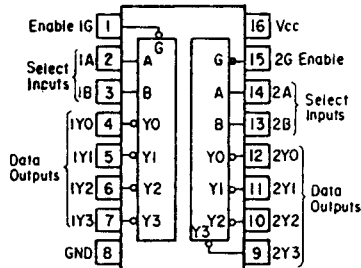 Enable 1G 1 16 Vcc
G
1A 2 A G 15 2G Enable
Select Inputs
1B 3 B A 14 2A
Select Inputs
1Y0 4 Y0 B 13 2B
1Y1 5 Y1 Y0 12 2Y0
Data Outputs
1Y2 6 Y2 Y1 11 2Y1
Data Outputs
1Y3 7 Y3 Y2 10 2Y2
Y3
GND 8 9 2Y3